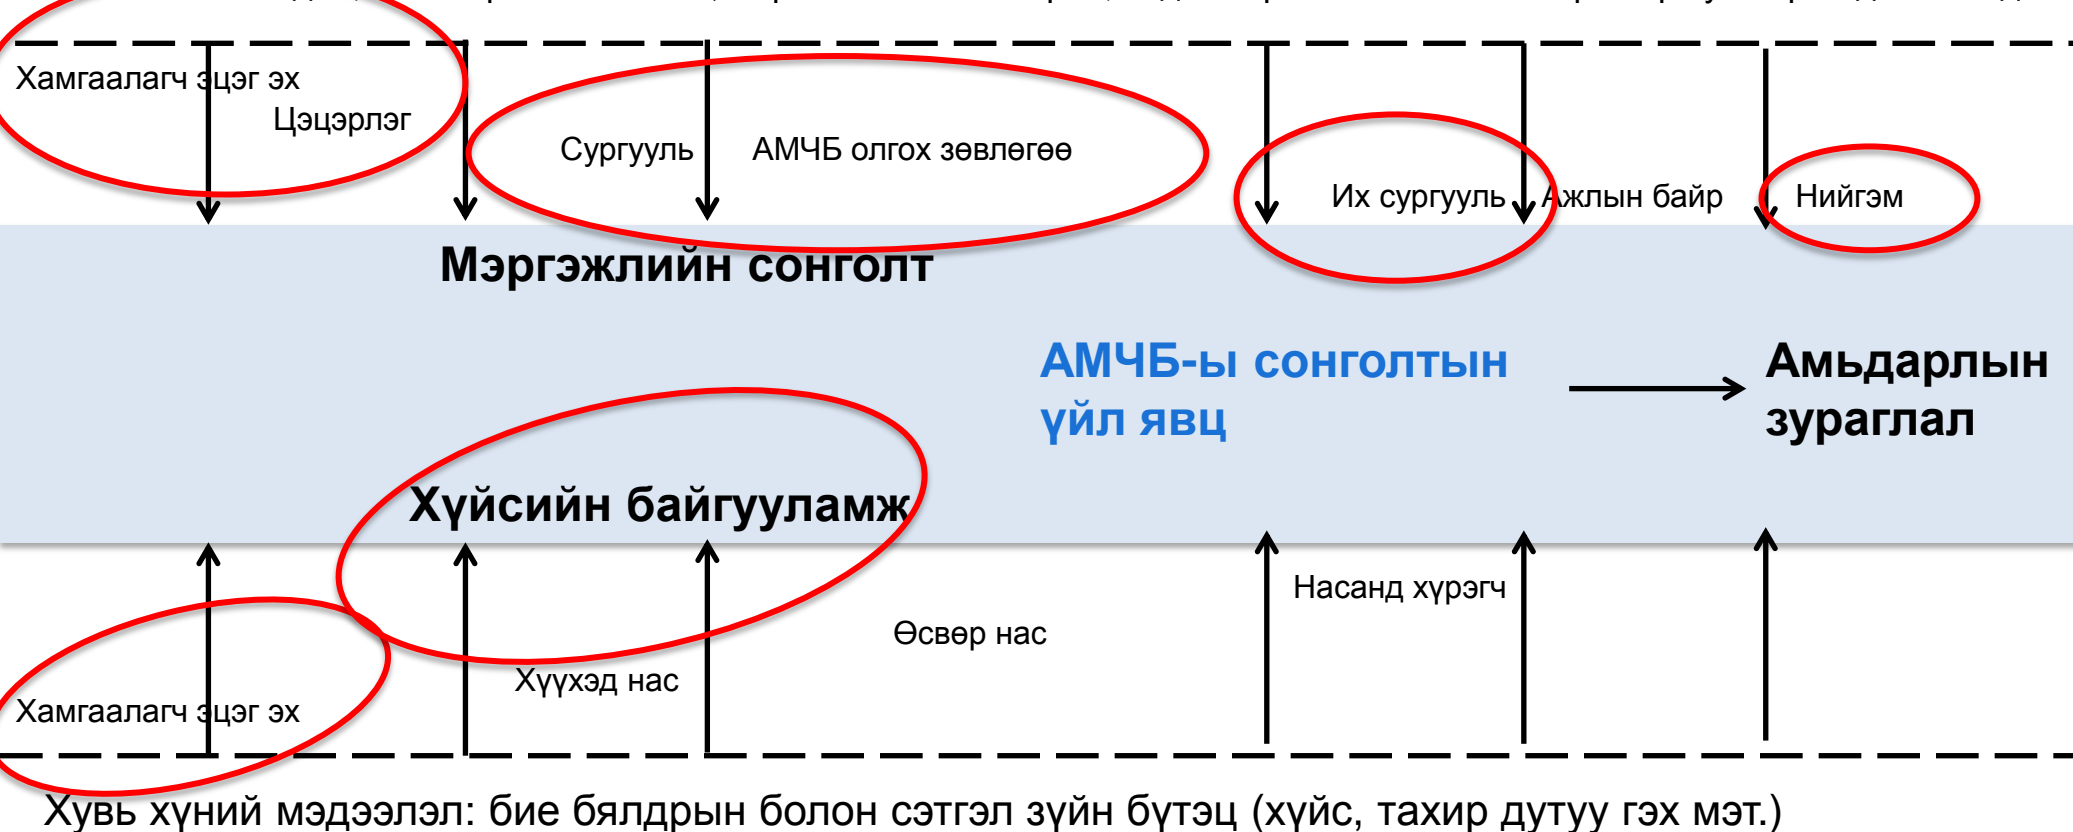 Хамгаалагч эцэг эх
Цэцэрлэг
Сургууль
АМЧБ олгох зөвлөгөө
Их сургууль
Ажлын байр
Нийгэм
Мэргэжлийн сонголт
АМЧБ-ы сонголтын
үйл явц
Амьдарлын
зураглал
Хүйсийн байгууламж
Насанд хүрэгч
Өсвөр нас
Хүүхэд нас
Хамгаалагч эцэг эх
Хувь хүний мэдээлэл: бие бялдрын болон сэтгэл зүйн бүтэц (хүйс, тахир дутуу гэх мэт.)